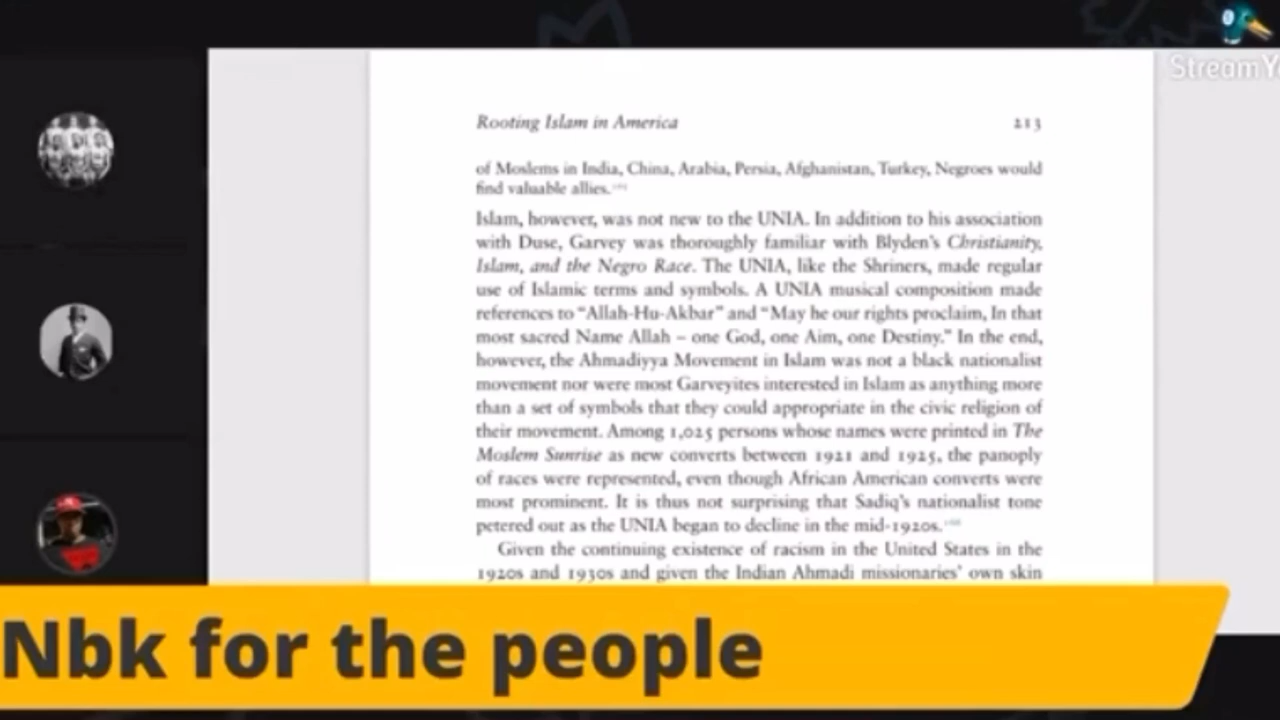 StreamY
Rooting Islam in America 213
of Moslems in India, China, Arabia, Persia, Afghanistan, Turkey, Negroes would
find valuable allies.
Islam, however, was not new to the UNIA. In addition to his association
with Duse, Garvey was thoroughly familiar with Blyden's Christianity,
Islam, and the Negro Race. The UNIA, like the Shriners, made regular
use of Islamic terms and symbols. A UNIA musical composition made
references to “Allah-Hu-Akbar” and “May he our rights proclaim, In that
most sacred Name Allah – one God, one Aim, one Destiny.” In the end,
however, the Ahmadiyya Movement in Islam was not a black nationalist
movement nor were most Garveyites interested in Islam as anything more
than a set of symbols that they could appropriate in the civic religion of
their movement. Among 1,025 persons whose names were printed in The
Moslem Sunrise as new converts between 1921 and 1925, the panoply
of races were represented, even though African American converts were
most prominent. It is thus not surprising that Sadiq's nationalist tone
petered out as the UNIA began to decline in the mid-1920s.
Given the continuing existence of racism in the United States in the
1920s and 1930s and given the Indian Ahmadi missionaries' own skin
Nbk for the people